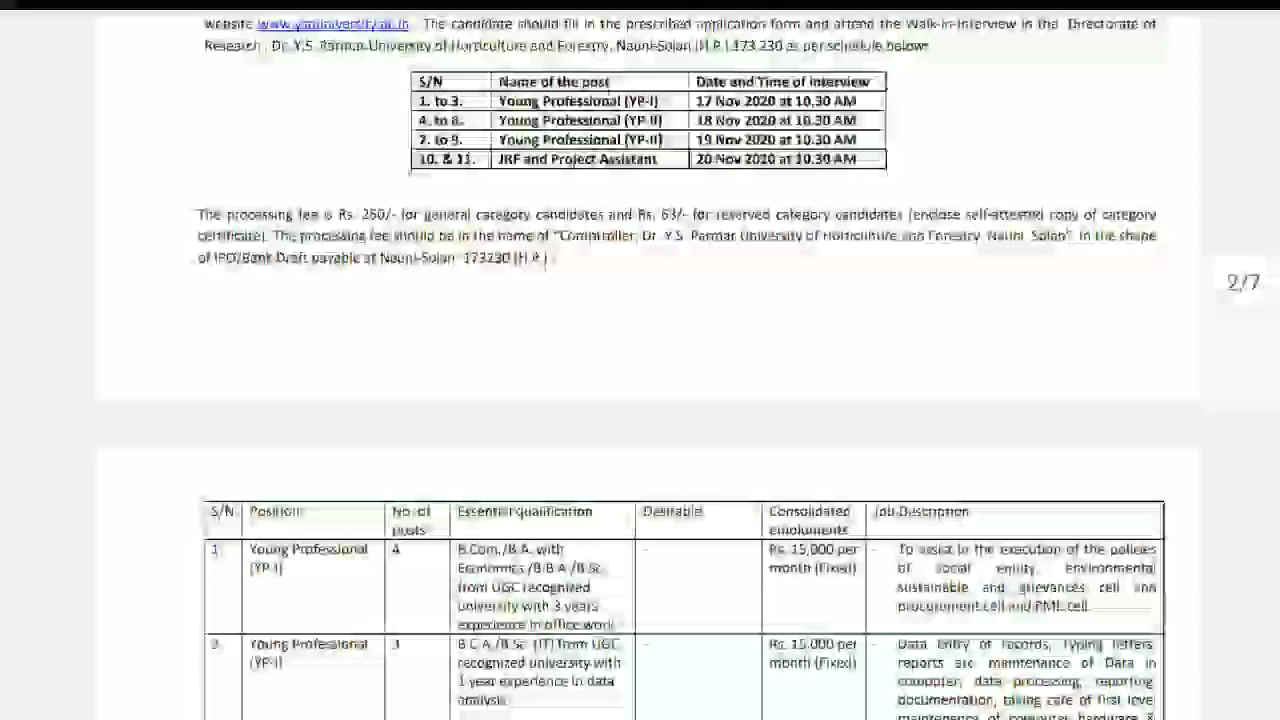 website www.yspuniversity.ac.in. The candidate should fill in the prescribed application form and attend the Walk-in-Interview in the Directorate of
Research, Dr. Y.S. Parmar University of Horticulture and Forestry, Nauni-Solan (H.P.) 173 230 as per schedule below:
S/N Name of the post Date and Time of interview
1. to 3. Young Professional (YP-I) 17 Nov 2020 at 10.30 AM
4. to 6. Young Professional (YP-II) 18 Nov 2020 at 10.30 AM
7. to 9. Young Professional (YP-II) 19 Nov 2020 at 10.30 AM
10. & 11. JRF and Project Assistant 20 Nov 2020 at 10.30 AM
The processing fee is Rs. 250/- for general category candidates and Rs. 63/- for reserved category candidates (enclose self-attested copy of category
certificate). The processing fee should be in the name of "Comptroller, Dr. Y.S. Parmar University of Horticulture and Forestry, Nauni, Solan" in the shape
of IPO/Bank Draft payable at Nauni-Solan 173230 (H.P.)
2/7
S/N Position No. of Essential qualification Desirable Consolidated Job Description
posts emoluments
1 Young Professional 4 B.Com./B.A. with - Rs. 15,000 per - To assist in the execution of the policies
(YP-I) Economics /B.B.A./B.Sc. month (Fixed) of social equity, environmental
from UGC recognized sustainable and grievances cell and
university with 3 years procurement cell and PME cell
experience in office work
2 Young Professional 3 B.C.A./B.Sc. (IT) from UGC - Rs. 15,000 per - Data Entry of records, Typing letters
(YP-I) recognized university with month (Fixed) reports and maintenance of Data in
1 year experience in data computer, data processing, reporting
analysis documentation, taking care of first level
maintenance of computer hardware &